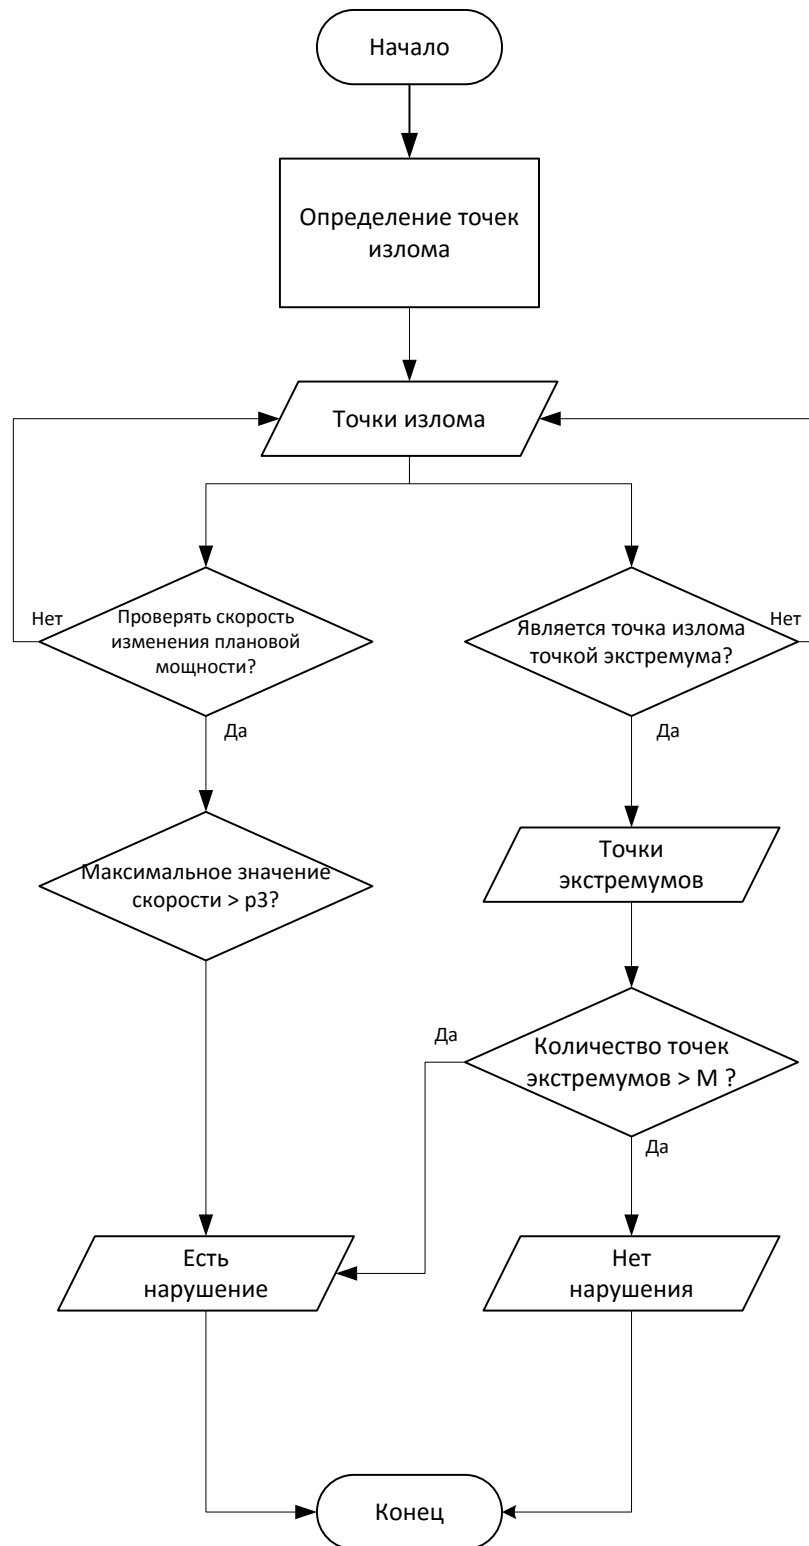 Начало
Определение точек
излома
Точки излома
Нет
Проверять скорость
изменения плановой
мощности?
Является точка излома
точкой экстремума?
Нет
Да
Да
Максимальное значение
скорости > p3?
Точки
экстремумов
Да
Количество точек
экстремумов > M ?
Да
Есть
нарушение
Нет
нарушения
Конец